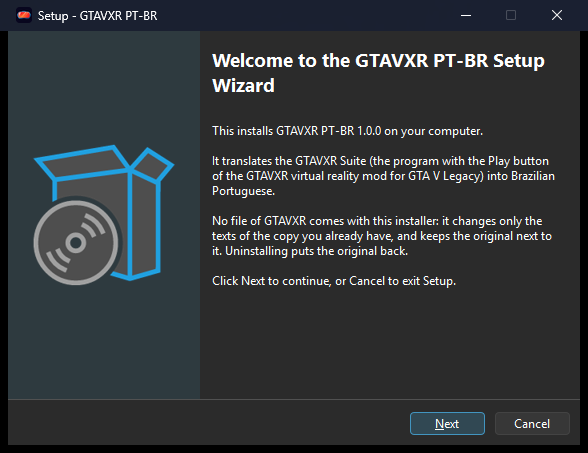 Setup - GTAVXR PT-BR
Welcome to the GTAVXR PT-BR Setup
Wizard
This installs GTAVXR PT-BR 1.0.0 on your computer.
It translates the GTAVXR Suite (the program with the Play button
of the GTAVXR virtual reality mod for GTA V Legacy) into Brazilian
Portuguese.
No file of GTAVXR comes with this installer: it changes only the
texts of the copy you already have, and keeps the original next to
it. Uninstalling puts the original back.
Click Next to continue, or Cancel to exit Setup.
Next
Cancel